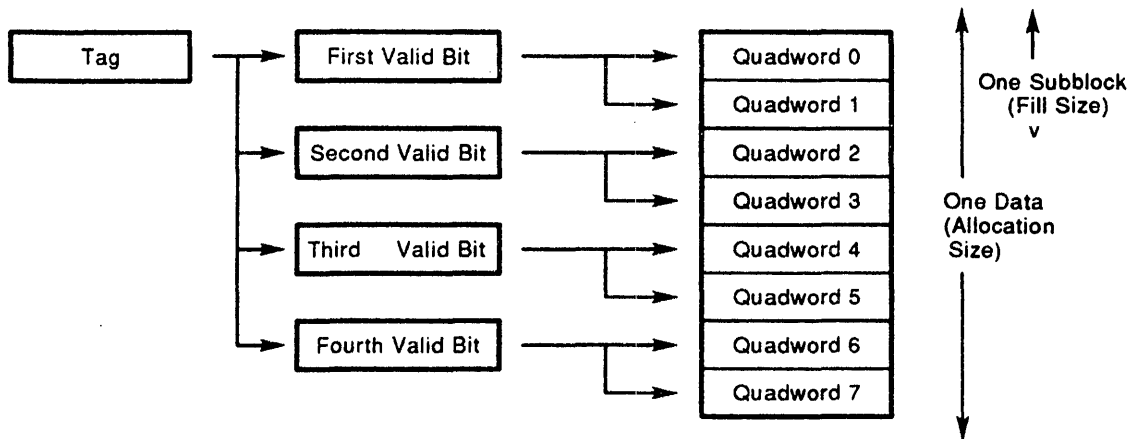 Tag
First Valid Bit
Second Valid Bit
Third Valid Bit
Fourth Valid Bit
Quadword 0
Quadword 1
Quadword 2
Quadword 3
Quadword 4
Quadword 5
Quadword 6
Quadword 7
One Subblock
(Fill Size)
v
One Data
(Allocation
Size)